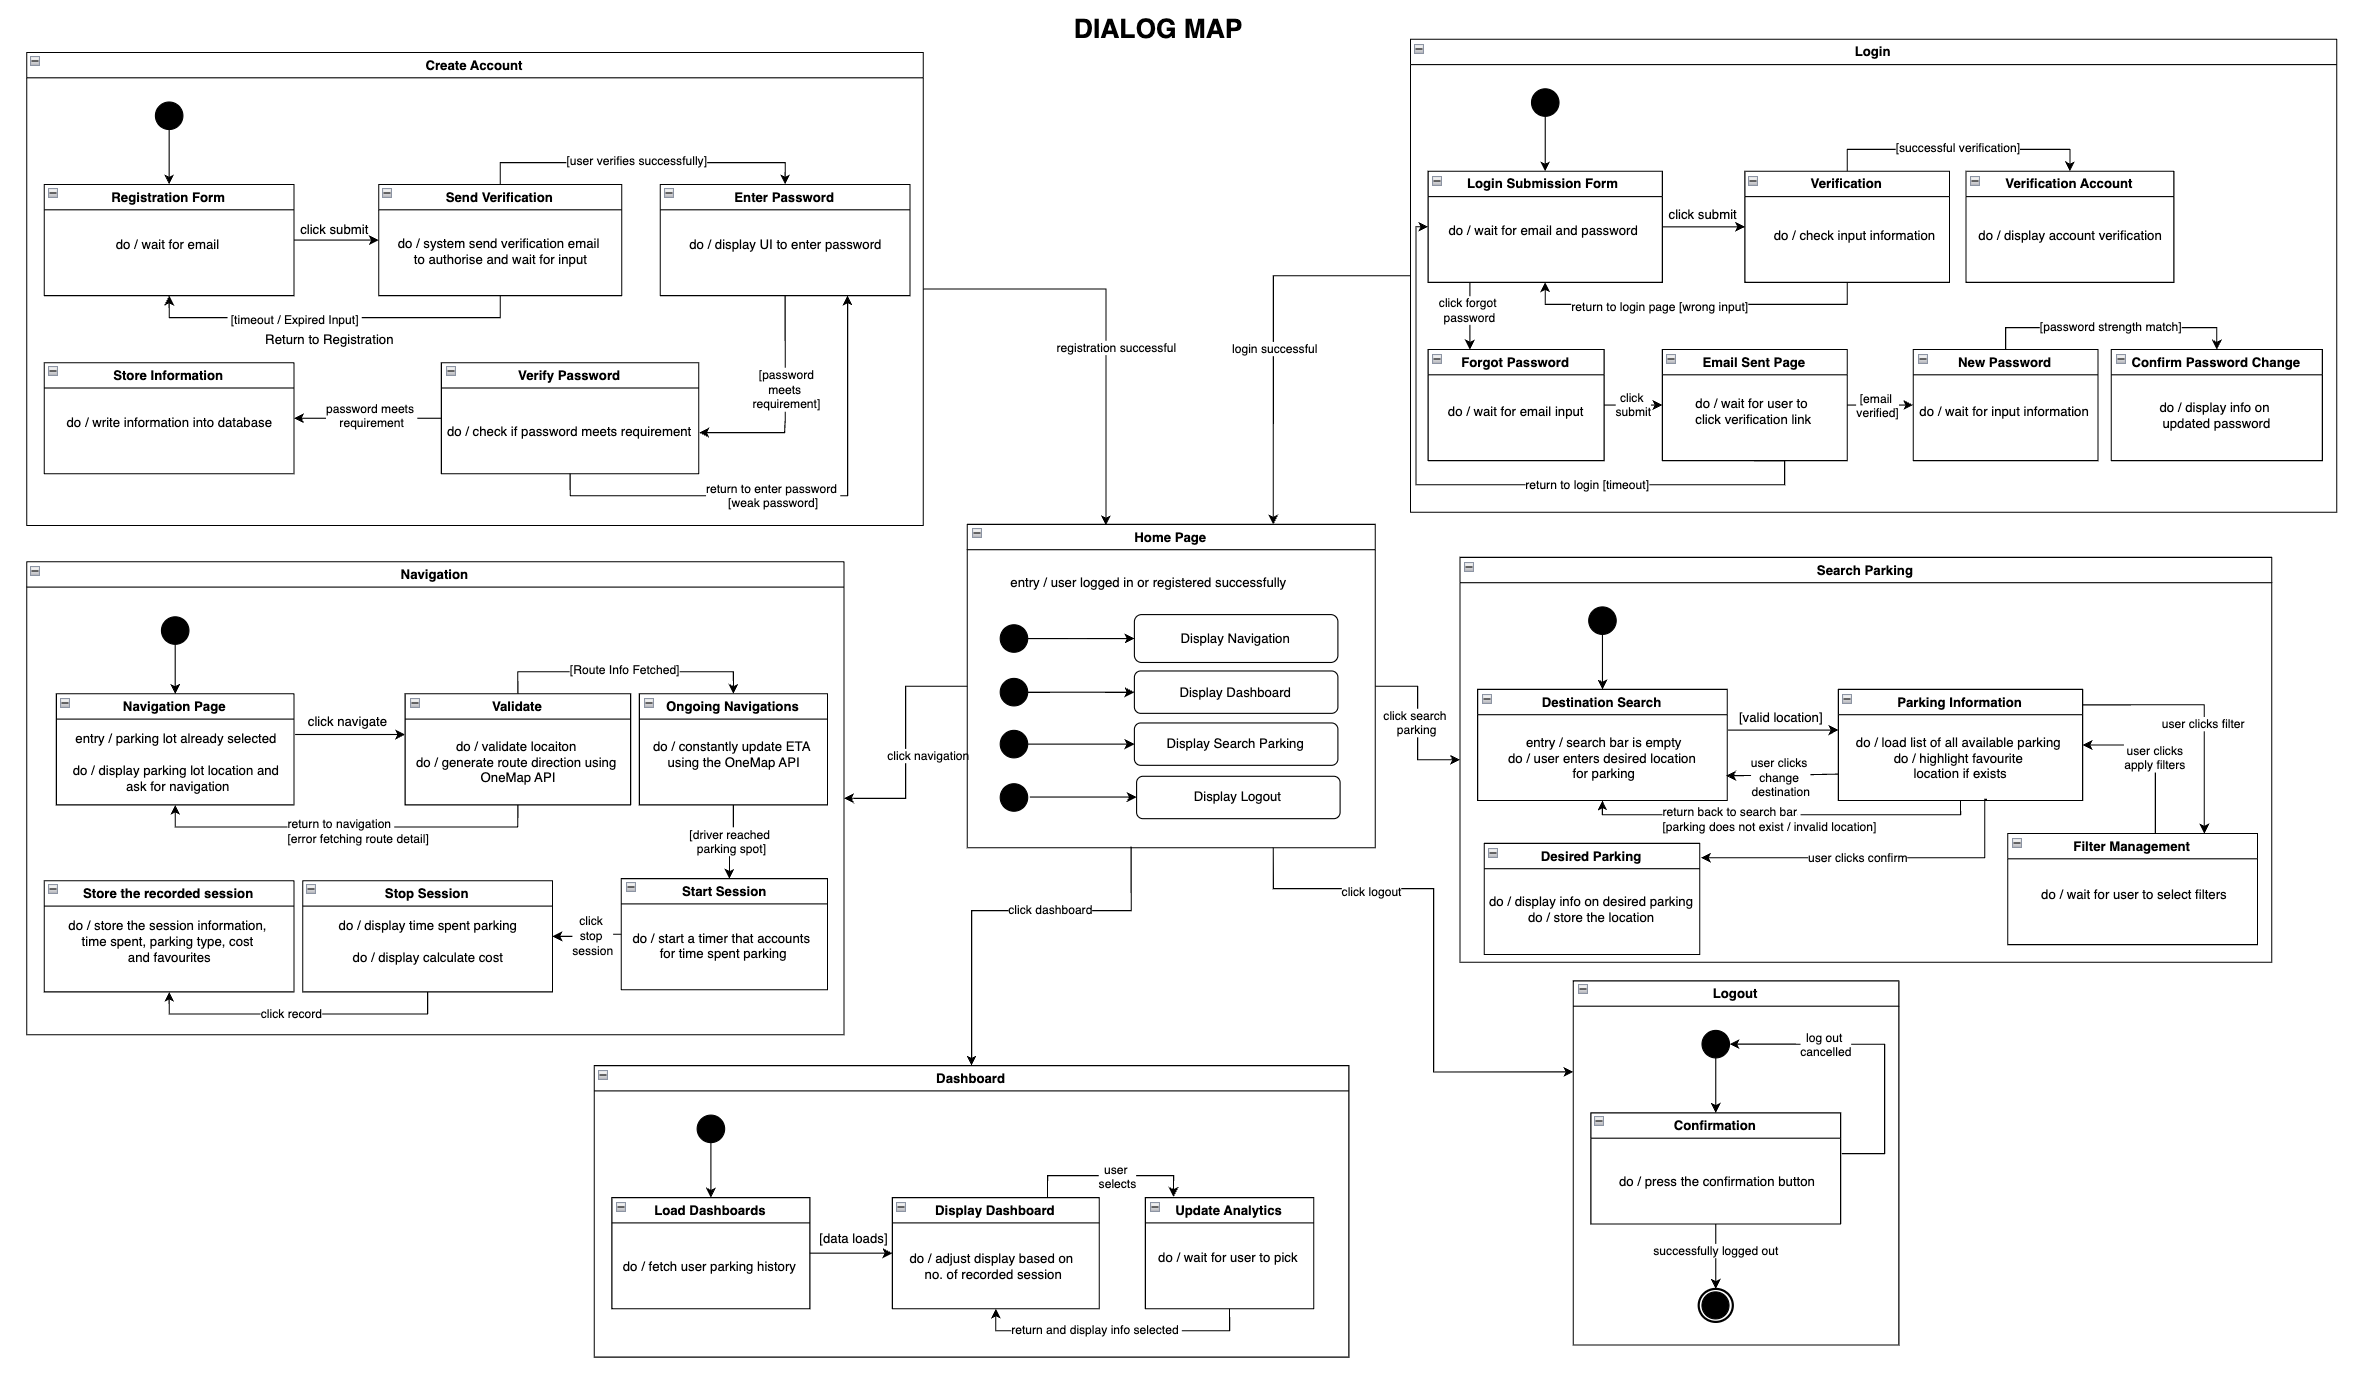 DIALOG MAP
Create Account
Registration Form
do / wait for email
click submit
Send Verification
do / system send verification email
to authorise and wait for input
[user verifies successfully]
Enter Password
do / display UI to enter password
[timeout / Expired Input]
Return to Registration
Store Information
do / write information into database
password meets
requirement
Verify Password
do / check if password meets requirement
[password
meets
requirement]
return to enter password
[weak password]
registration successful
Login
Login Submission Form
do / wait for email and password
click submit
Verification
do / check input information
[successful verification]
Verification Account
do / display account verification
click forgot
password
return to login page [wrong input]
Forgot Password
do / wait for email input
click
submit
Email Sent Page
do / wait for user to
click verification link
[email
verified]
New Password
do / wait for input information
[password strength match]
Confirm Password Change
do / display info on
updated password
return to login [timeout]
login successful
Home Page
entry / user logged in or registered successfully
Display Navigation
Display Dashboard
Display Search Parking
Display Logout
click navigation
click search
parking
click dashboard
click logout
Navigation
Navigation Page
entry / parking lot already selected
do / display parking lot location and
ask for navigation
click navigate
Validate
do / validate locaiton
do / generate route direction using
OneMap API
[Route Info Fetched]
Ongoing Navigations
do / constantly update ETA
using the OneMap API
return to navigation
[error fetching route detail]
[driver reached
parking spot]
Store the recorded session
do / store the session information,
time spent, parking type, cost
and favourites
Stop Session
do / display time spent parking
do / display calculate cost
click
stop
session
Start Session
do / start a timer that accounts
for time spent parking
click record
Search Parking
Destination Search
entry / search bar is empty
do / user enters desired location
for parking
[valid location]
Parking Information
do / load list of all available parking
do / highlight favourite
location if exists
user clicks
change
destination
user clicks filter
user clicks
apply filters
return back to search bar
[parking does not exist / invalid location]
Desired Parking
do / display info on desired parking
do / store the location
user clicks confirm
Filter Management
do / wait for user to select filters
Logout
log out
cancelled
Confirmation
do / press the confirmation button
successfully logged out
Dashboard
Load Dashboards
do / fetch user parking history
[data loads]
Display Dashboard
do / adjust display based on
no. of recorded session
user
selects
Update Analytics
do / wait for user to pick
return and display info selected